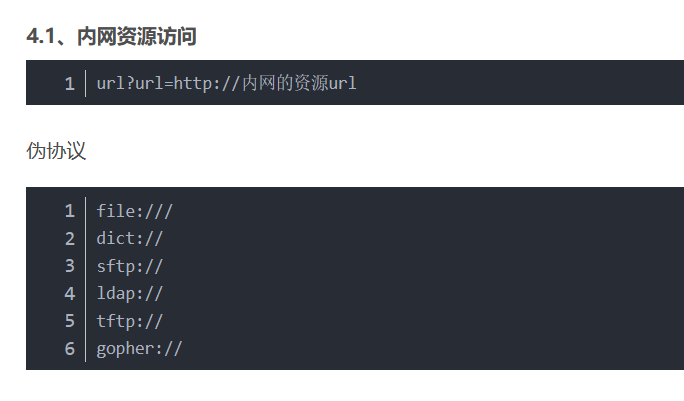 4.1、内网资源访问
1 url?url=http://内网的资源url
伪协议
1 file:///
2 dict://
3 sftp://
4 ldap://
5 tftp://
6 gopher://